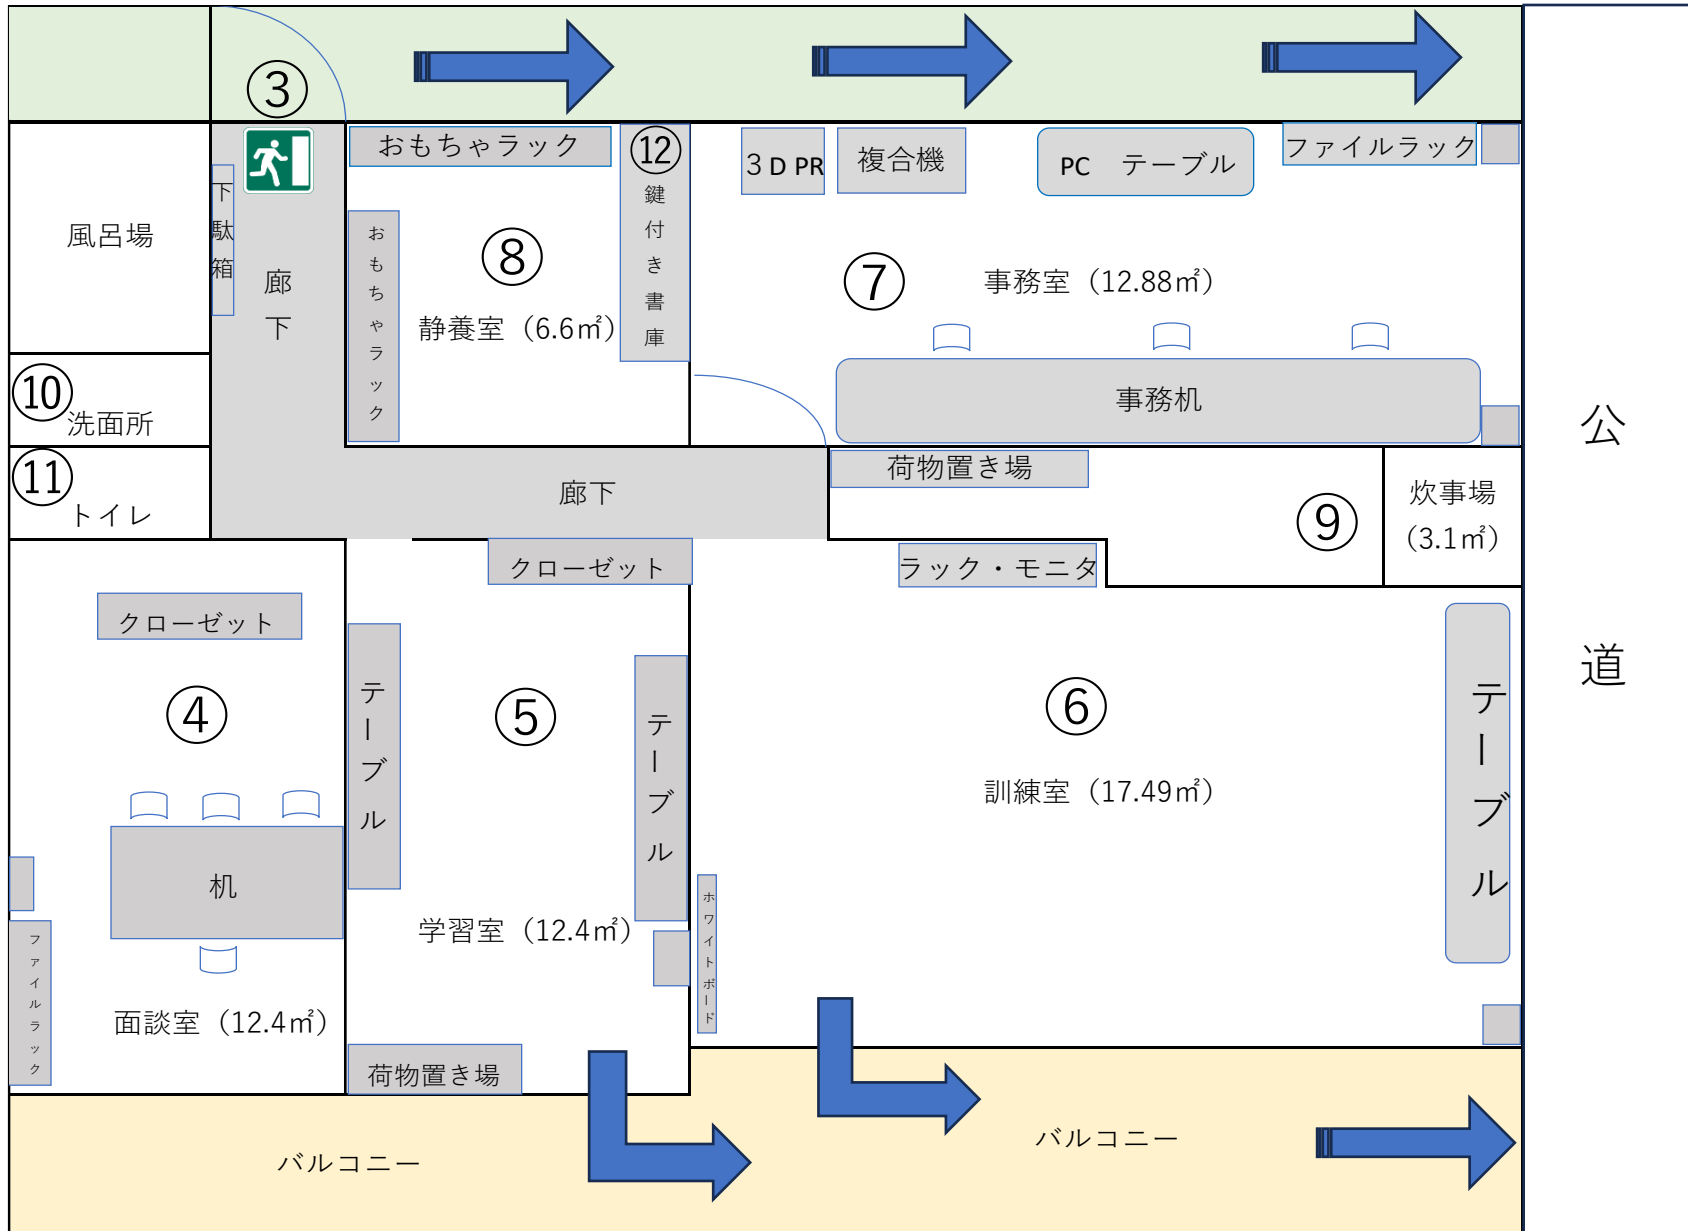 ③
おもちゃラック
⑫
鍵付き書庫
3D PR
複合機
PC テーブル
ファイルラック
下駄箱
風呂場
廊下
おもちゃラック
⑧
静養室（6.6㎡）
⑦
事務室（12.88㎡）
事務机
⑩
洗面所
⑪
トイレ
廊下
荷物置き場
⑨
炊事場
（3.1㎡）
公道
クローゼット
ラック・モニタ
クローゼット
④
テーブル
⑤
テーブル
⑥
訓練室（17.49㎡）
テーブル
机
ファイルラック
学習室（12.4㎡）
ホワイトボード
面談室（12.4㎡）
荷物置き場
バルコニー
バルコニー